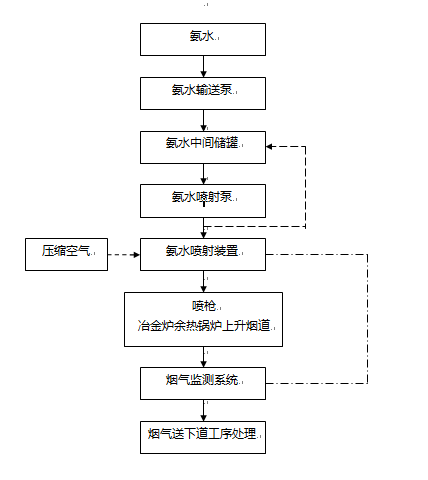 氨水
氨水输送泵
氨水中间储罐
氨水喷射泵
压缩空气
氨水喷射装置
喷枪
冶金炉余热锅炉上升烟道
烟气监测系统
烟气送下道工序处理